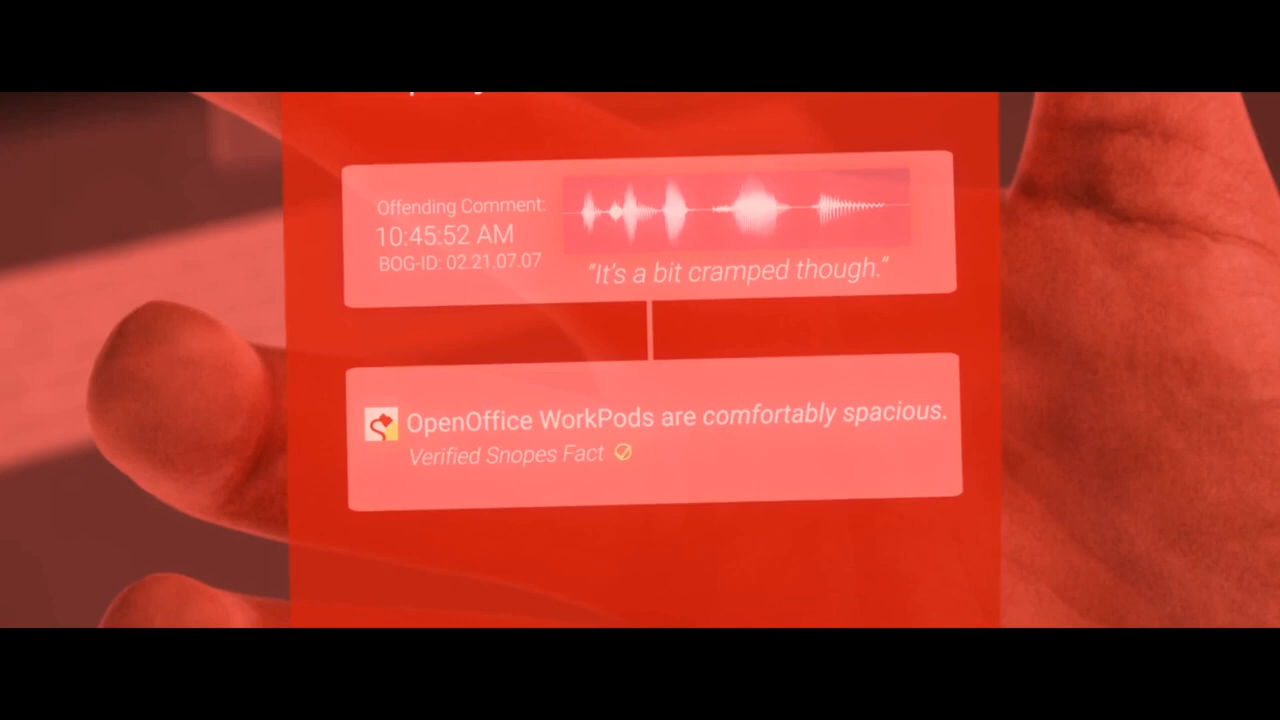 Offending Comment:
10:45:52 AM
BOG-ID: 02.21.07.07
“It’s a bit cramped though.”
OpenOffice WorkPods are comfortably spacious.
Verified Snopes Fact